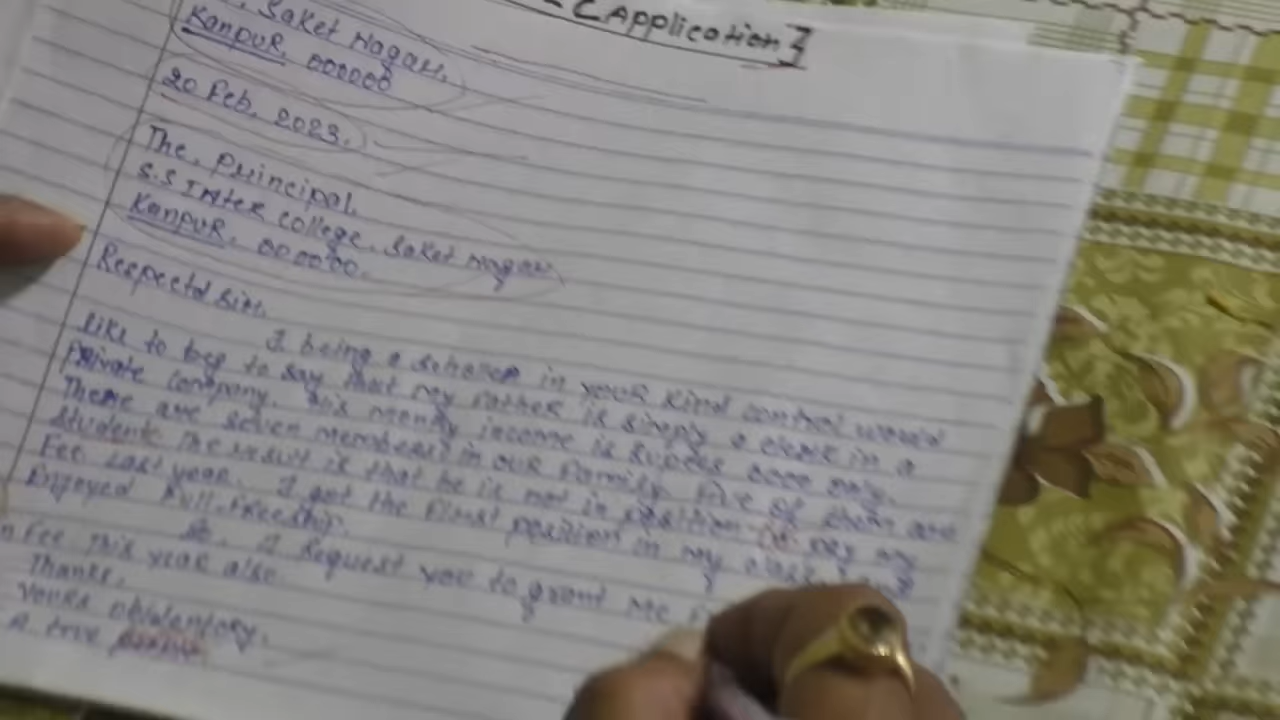 [Application]
, Saket Nagar,
Kanpur, 000000
20 Feb, 2023.
The, Principal,
S.S Inter college, Saket Nagar
Kanpur, 000000.
Respected Sir,
I being a scholar in your kind control would
like to beg to say that my father is simply a clerk in a
Private Company. His monthly income is Rupees 0000 only.
There are seven members in our family. Five of them are
students. The result is that he is not in position to pay my
Fee. Last year. I got the First position in my class and
Enjoyed Full-Freeship.
So, I Request you to grant me
Fee this year also.
Thanks,
Yours obidentory,
A. true